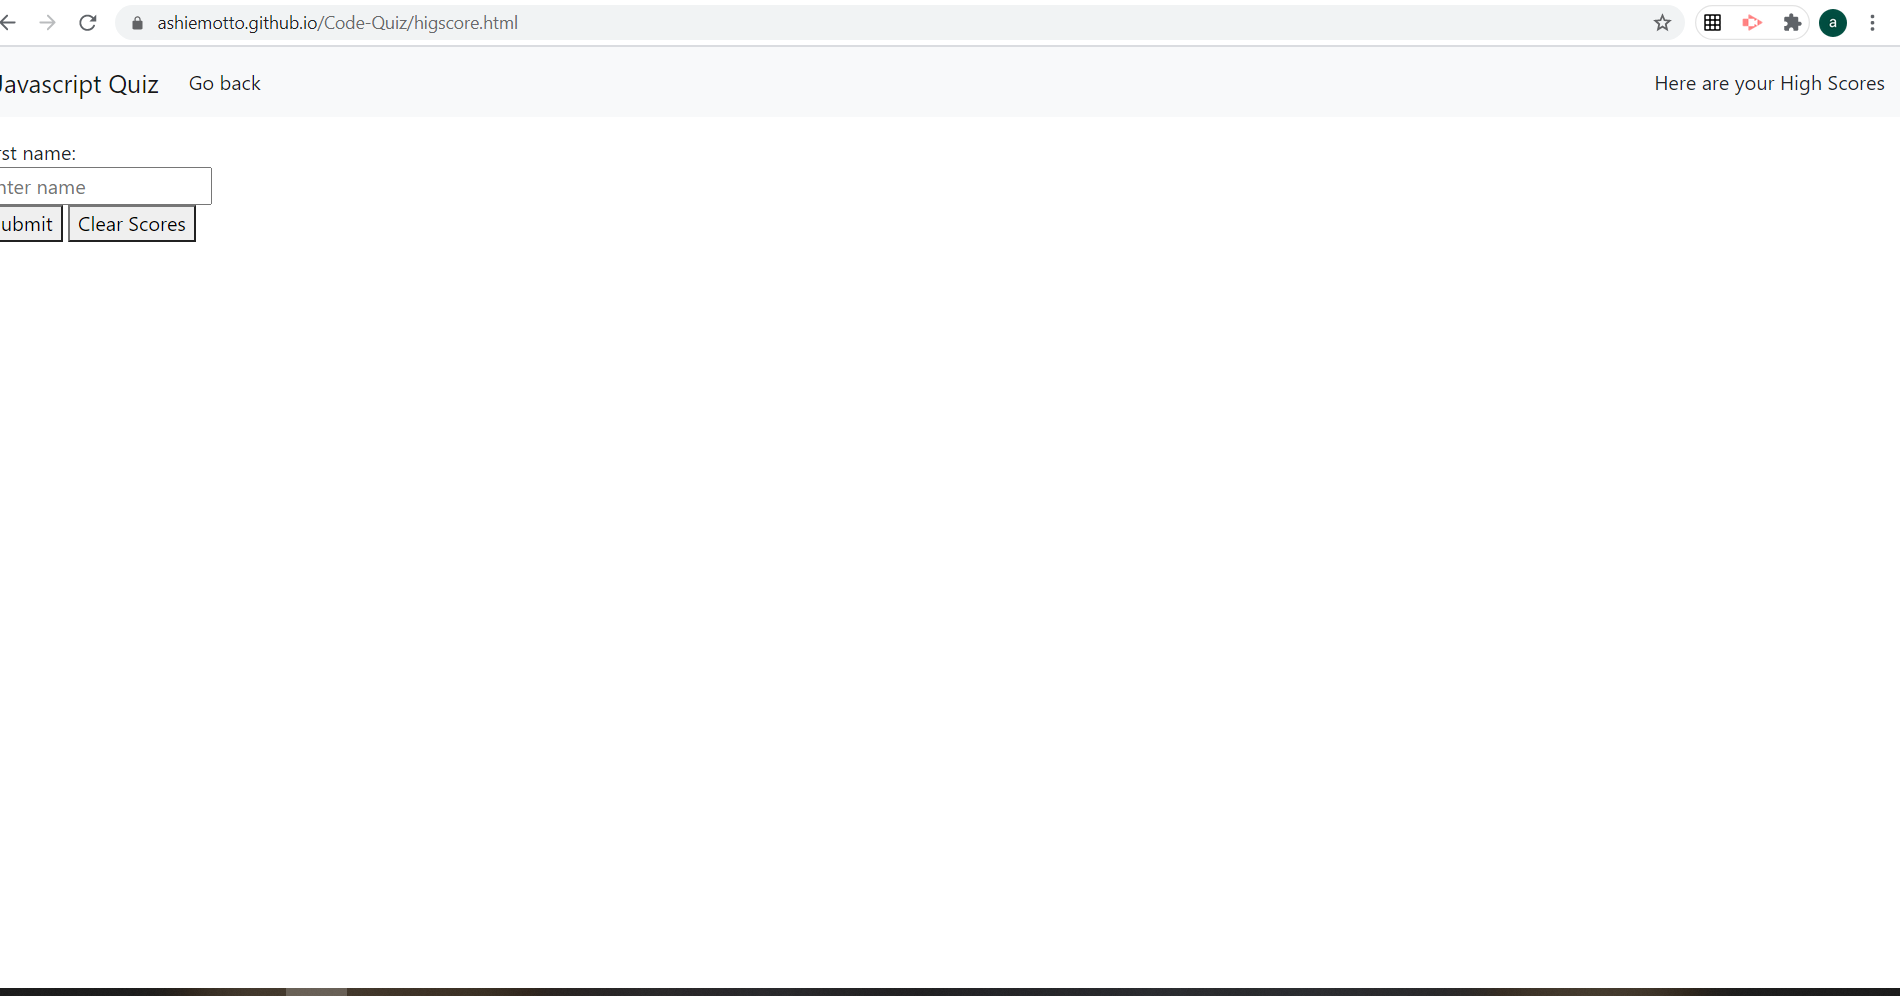 ashiemotto.github.io/Code-Quiz/higscore.html
a
Javascript Quiz Go back Here are your High Scores
rst name:
nter name
ubmit Clear Scores